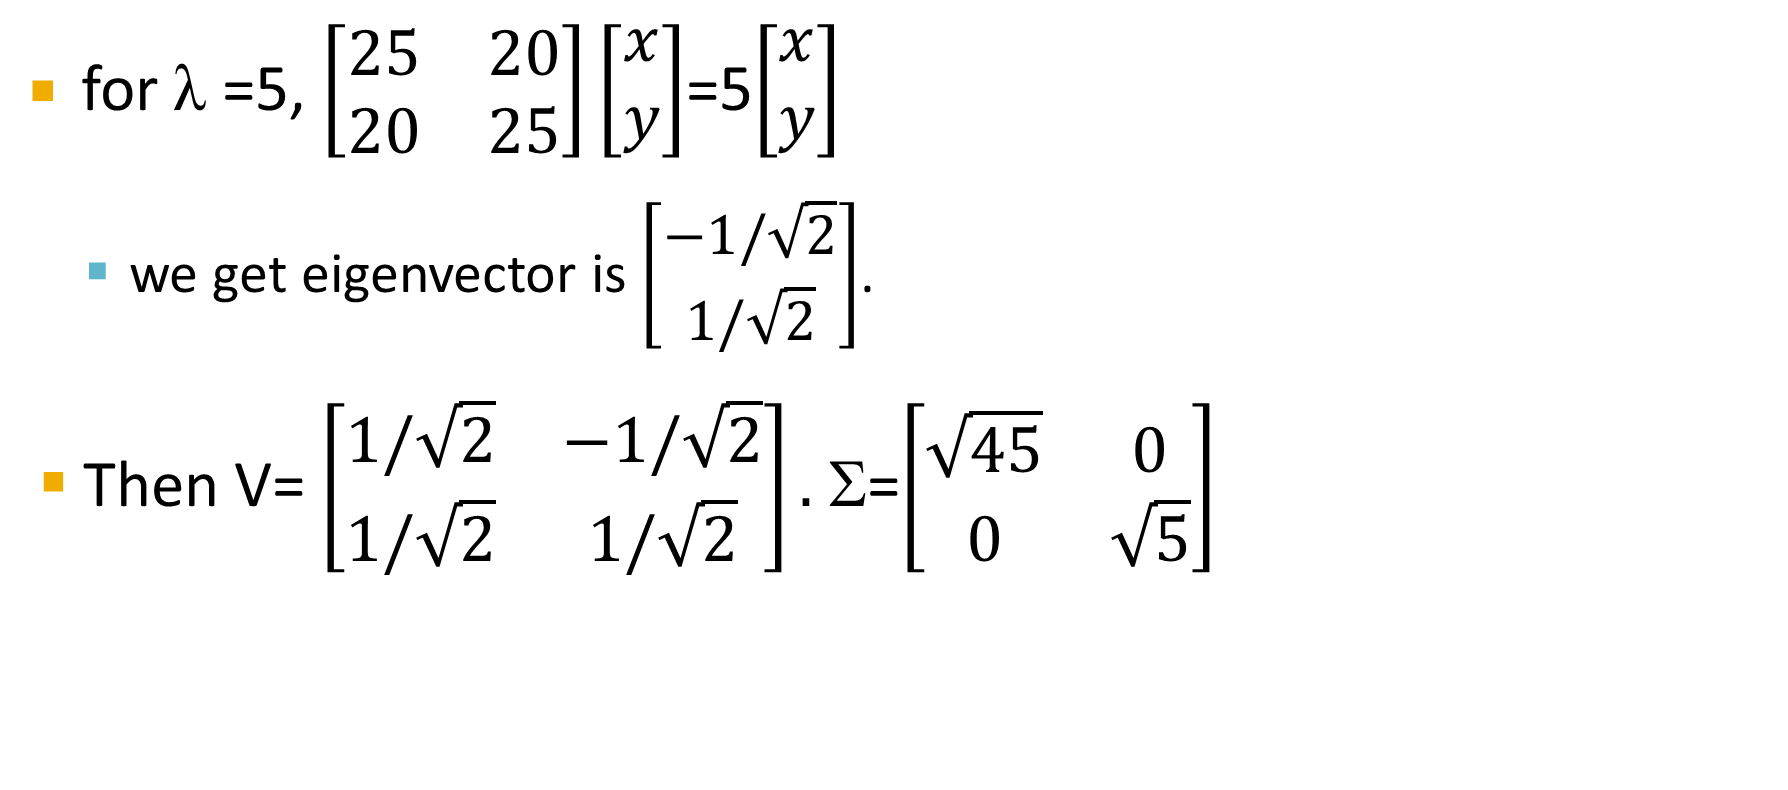 ▪ for λ =5, [25 20; 20 25] [x; y]=5[x; y]
▪ we get eigenvector is [−1/√2; 1/√2].
▪ Then V= [1/√2 −1/√2; 1/√2 1/√2]. Σ=[√45 0; 0 √5]